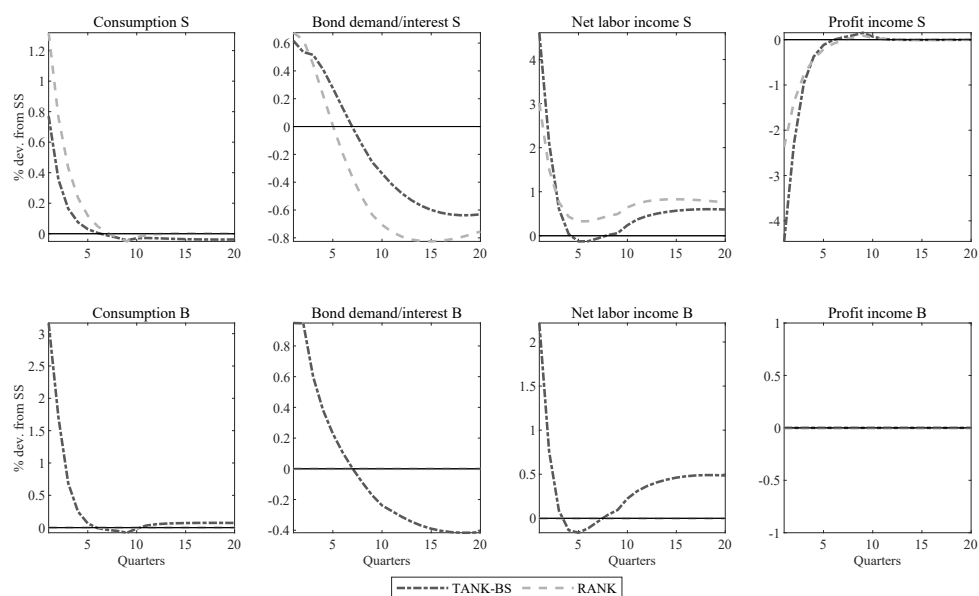 Consumption S
Bond demand/interest S
Net labor income S
Profit income S
% dev. from SS
1.2
1
0.8
0.6
0.4
0.2
0
5 10 15 20
0.6
0.4
0.2
0
-0.2
-0.4
-0.6
-0.8
5 10 15 20
4
3
2
1
0
5 10 15 20
0
-1
-2
-3
-4
5 10 15 20
Consumption B
Bond demand/interest B
Net labor income B
Profit income B
% dev. from SS
3
2.5
2
1.5
1
0.5
0
5 10 15 20
Quarters
0.8
0.6
0.4
0.2
0
-0.2
-0.4
5 10 15 20
Quarters
2
1.5
1
0.5
0
5 10 15 20
Quarters
1
0.5
0
-0.5
-1
5 10 15 20
Quarters
TANK-BS RANK